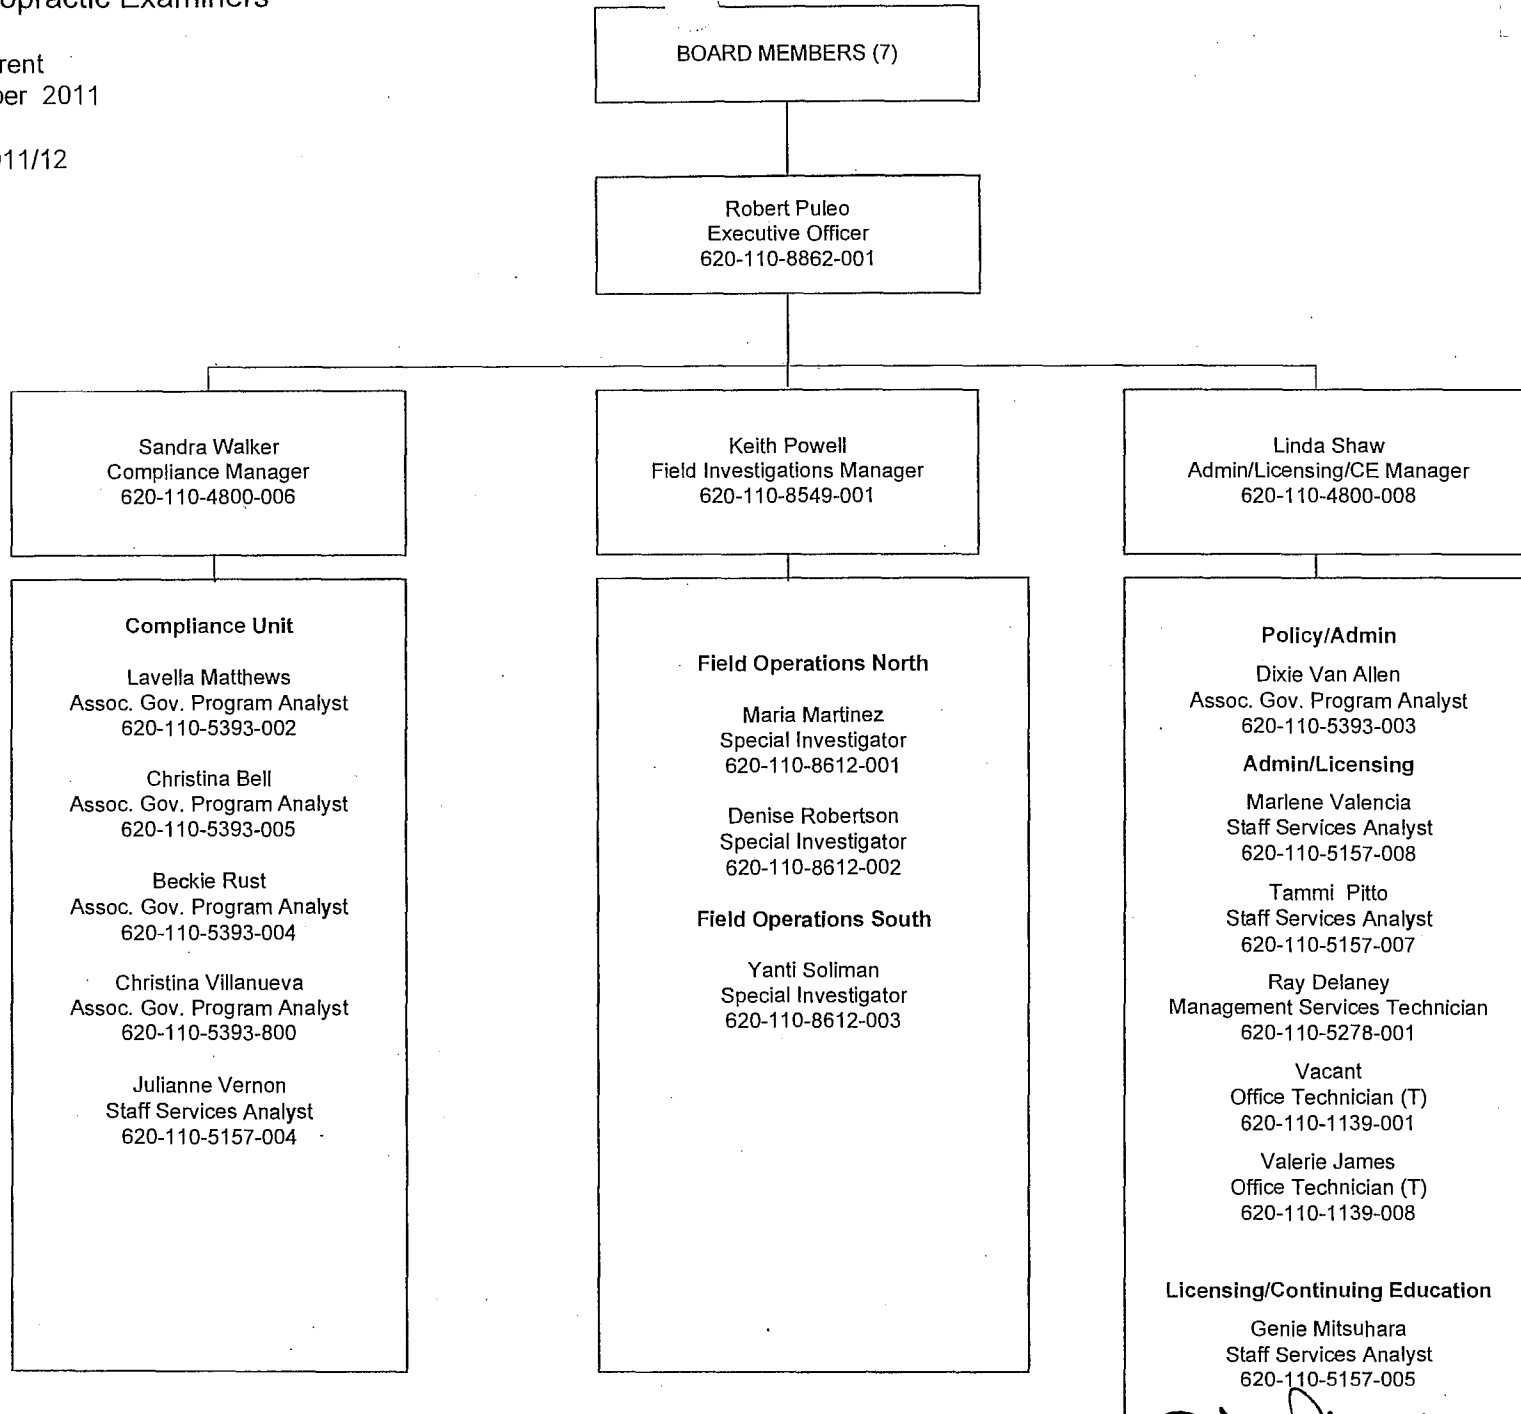 Examiners
2011
11/12
BOARD MEMBERS (7)
Robert Puleo
Executive Officer
620-110-8862-001
Sandra Walker
Compliance Manager
620-110-4800-006
Keith Powell
Field Investigations Manager
620-110-8549-001
Linda Shaw
Admin/Licensing/CE Manager
620-110-4800-008
Compliance Unit
Lavella Matthews
Assoc. Gov. Program Analyst
620-110-5393-002
Christina Bell
Assoc. Gov. Program Analyst
620-110-5393-005
Beckie Rust
Assoc. Gov. Program Analyst
620-110-5393-004
Christina Villanueva
Assoc. Gov. Program Analyst
620-110-5393-800
Julianne Vernon
Staff Services Analyst
620-110-5157-004
Field Operations North
Maria Martinez
Special Investigator
620-110-8612-001
Denise Robertson
Special Investigator
620-110-8612-002
Field Operations South
Yanti Soliman
Special Investigator
620-110-8612-003
Policy/Admin
Dixie Van Allen
Assoc. Gov. Program Analyst
620-110-5393-003
Admin/Licensing
Marlene Valencia
Staff Services Analyst
620-110-5157-008
Tammi Pitto
Staff Services Analyst
620-110-5157-007
Ray Delaney
Management Services Technician
620-110-5278-001
Vacant
Office Technician (T)
620-110-1139-001
Valerie James
Office Technician (T)
620-110-1139-008
Licensing/Continuing Education
Genie Mitsuhara
Staff Services Analyst
620-110-5157-005